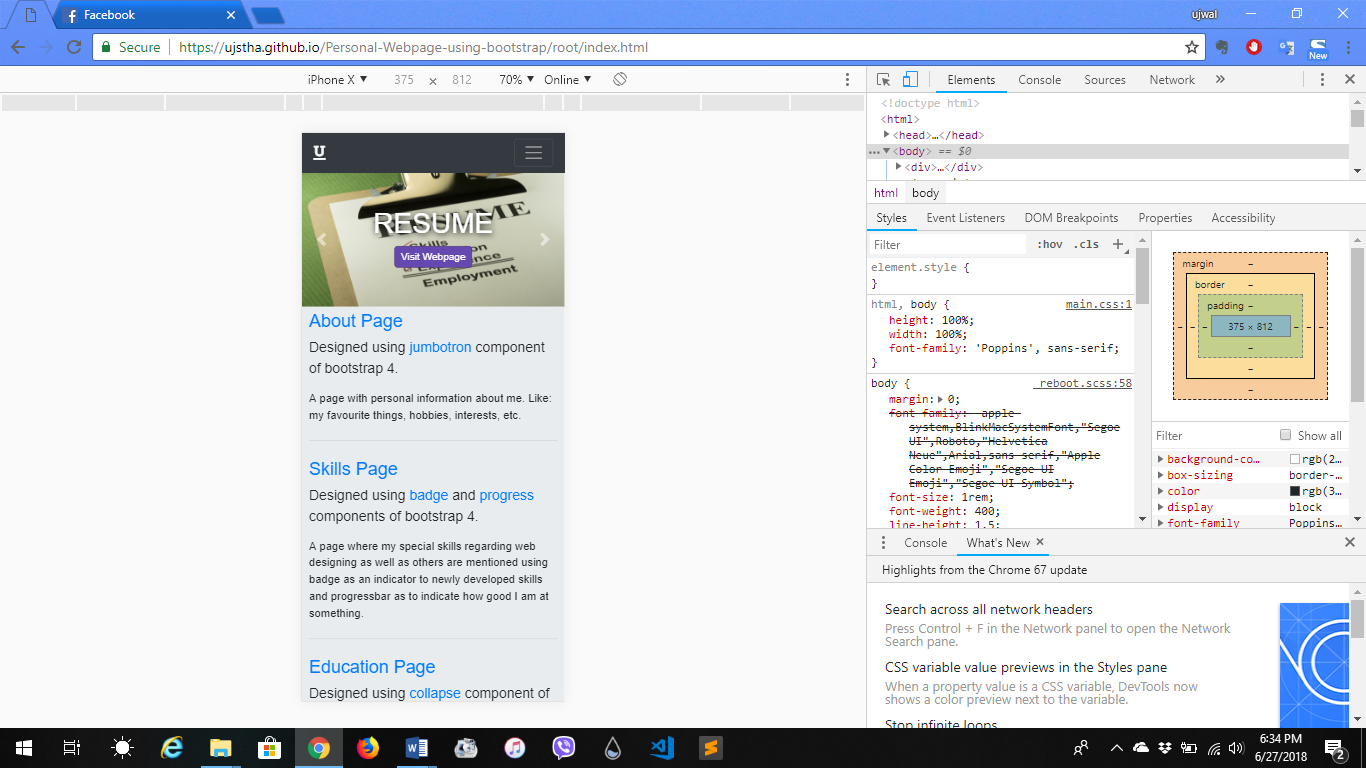 Facebook
ujwal
Secure
https://ujstha.github.io/Personal-Webpage-using-bootstrap/root/index.html
New
iPhone X ▼ 375 × 812 70% ▼ Online ▼
U
RESUME
RESUME
Skills
Experience
Employment
Visit Webpage
About Page
Designed using jumbotron component
of bootstrap 4.
A page with personal information about me. Like:
my favourite things, hobbies, interests, etc.
Skills Page
Designed using badge and progress
components of bootstrap 4.
A page where my special skills regarding web
designing as well as others are mentioned using
badge as an indicator to newly developed skills
and progressbar as to indicate how good I am at
something.
Education Page
Designed using collapse component of
Elements Console Sources Network »
<!doctype html>
<html>
<head>…</head>
<body> == $0
<div>…</div>
html body
Styles Event Listeners DOM Breakpoints Properties Accessibility
Filter :hov .cls +
element.style {
}
html, body { main.css:1
height: 100%;
width: 100%;
font-family: 'Poppins', sans-serif;
}
body { _reboot.scss:58
margin: 0;
font-family: -apple-
system,BlinkMacSystemFont,"Segoe
UI",Roboto,"Helvetica
Neue",Arial,sans-serif,"Apple
Color Emoji","Segoe UI
Emoji","Segoe UI Symbol";
font-size: 1rem;
font-weight: 400;
line-height: 1.5;
margin –
border –
padding –
– – – 375 × 812 – – –
–
–
–
Filter Show all
background-co… rgb(2…
box-sizing border-…
color rgb(3…
display block
font-family Poppins…
Console What's New ×
Highlights from the Chrome 67 update
Search across all network headers
Press Control + F in the Network panel to open the Network
Search pane.
CSS variable value previews in the Styles pane
When a property value is a CSS variable, DevTools now
shows a color preview next to the variable.
Stop infinite loops
6:34 PM
6/27/2018
2